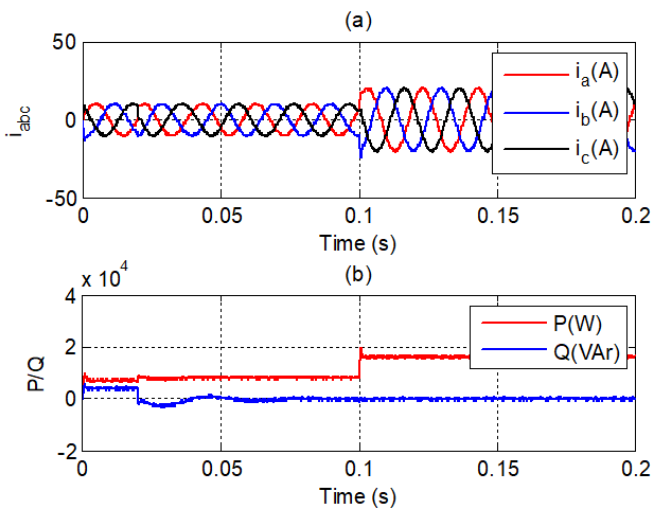 (a)
50
0
-50
i_abc
i_a(A)
i_b(A)
i_c(A)
0 0.05 0.1 0.15 0.2
Time (s)
(b)
x 10^4
4
2
0
-2
P/Q
P(W)
Q(VAr)
0 0.05 0.1 0.15 0.2
Time (s)